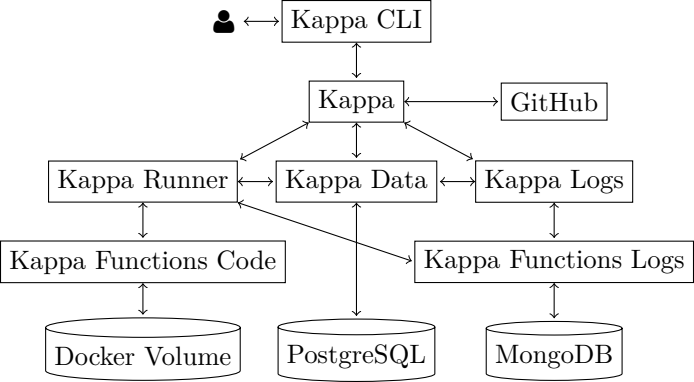 Kappa CLI
Kappa
GitHub
Kappa Runner
Kappa Data
Kappa Logs
Kappa Functions Code
Kappa Functions Logs
Docker Volume
PostgreSQL
MongoDB